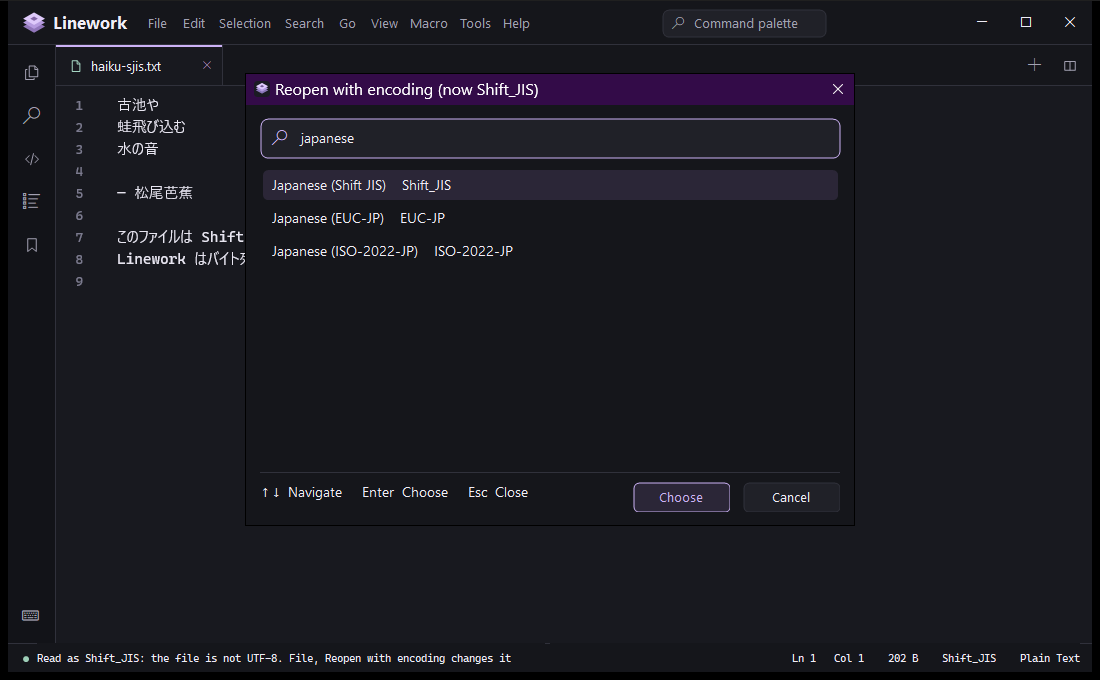 Linework File Edit Selection Search Go View Macro Tools Help Command palette
haiku-sjis.txt
Reopen with encoding (now Shift_JIS)
japanese
Japanese (Shift JIS) Shift_JIS
Japanese (EUC-JP) EUC-JP
Japanese (ISO-2022-JP) ISO-2022-JP
↑↓ Navigate Enter Choose Esc Close Choose Cancel
1 古池や
2 蛙飛び込む
3 水の音
4
5 — 松尾芭蕉
6
7 このファイルは Shift
8 Linework はバイト
9
Read as Shift_JIS: the file is not UTF-8. File, Reopen with encoding changes it Ln 1 Col 1 202 B Shift_JIS Plain Text